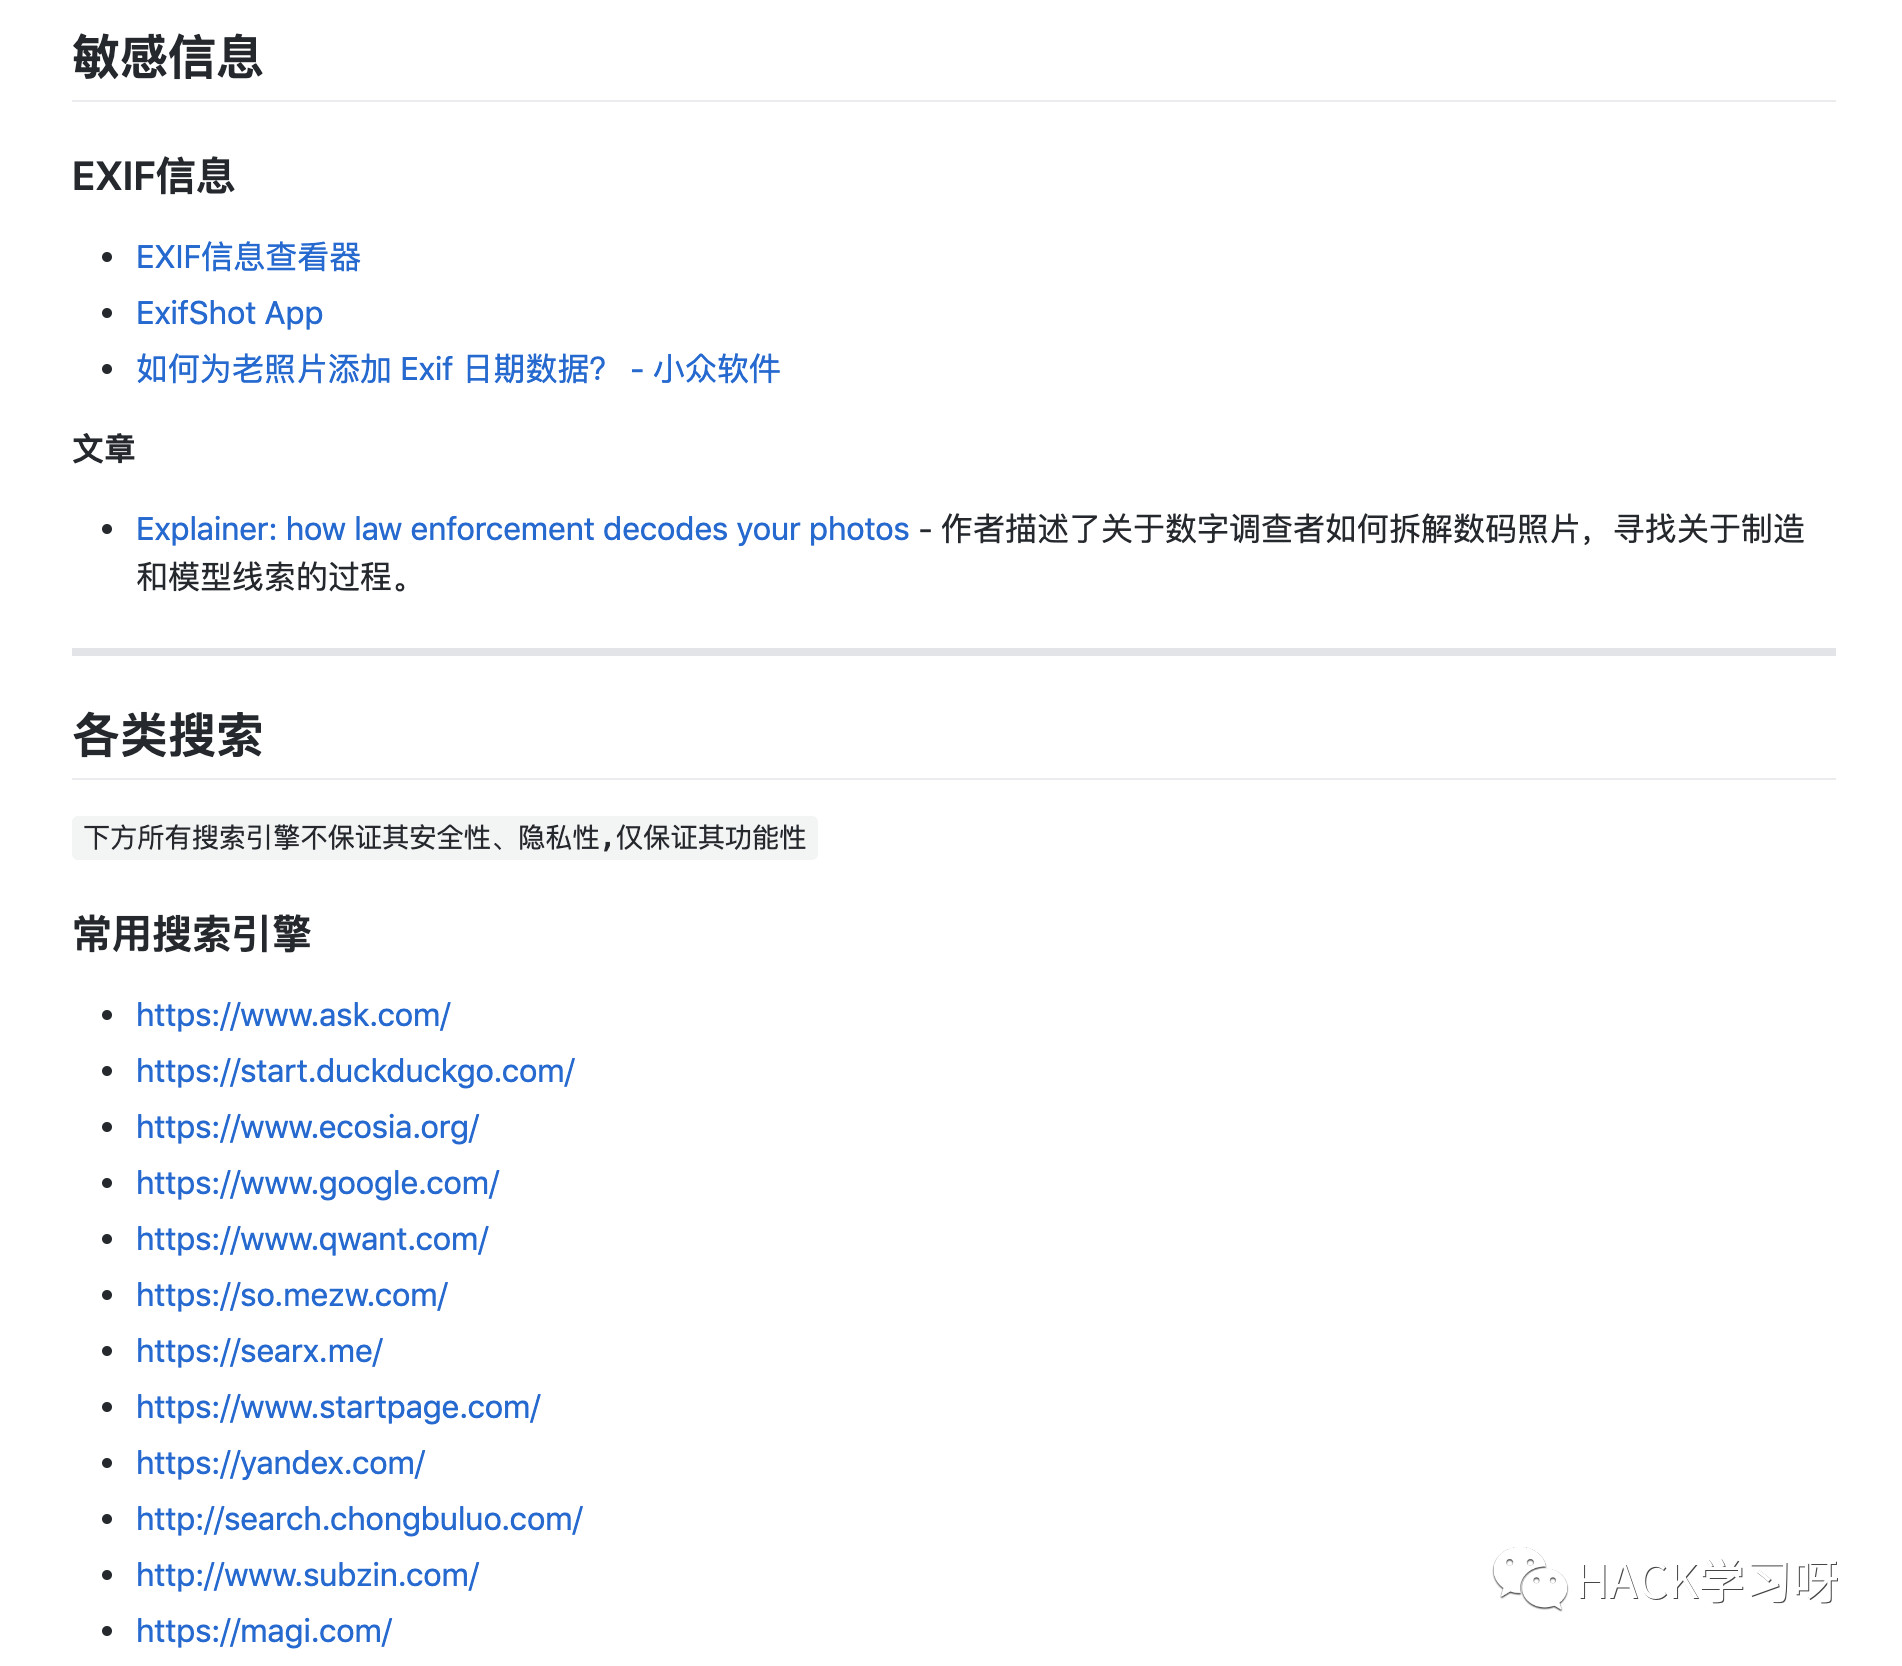 敏感信息
EXIF信息
EXIF信息查看器
ExifShot App
如何为老照片添加 Exif 日期数据？ - 小众软件
文章
Explainer: how law enforcement decodes your photos - 作者描述了关于数字调查者如何拆解数码照片，寻找关于制造
和模型线索的过程。
各类搜索
下方所有搜索引擎不保证其安全性、隐私性,仅保证其功能性
常用搜索引擎
https://www.ask.com/
https://start.duckduckgo.com/
https://www.ecosia.org/
https://www.google.com/
https://www.qwant.com/
https://so.mezw.com/
https://searx.me/
https://www.startpage.com/
https://yandex.com/
http://search.chongbuluo.com/
http://www.subzin.com/
https://magi.com/
HACK学习呀